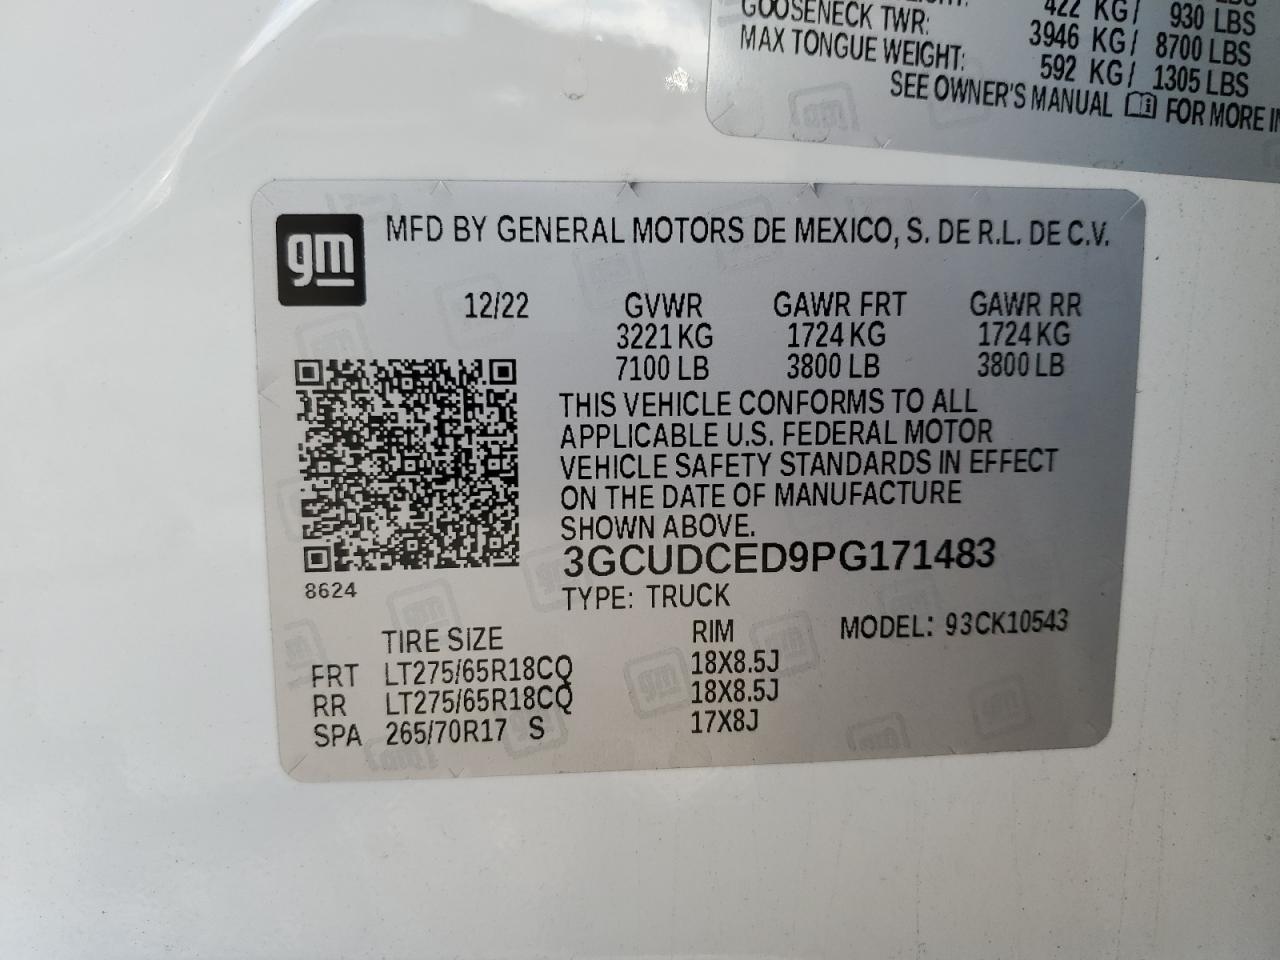 422 KG/ 930 LBS
GOOSENECK TWR: 3946 KG/ 8700 LBS
MAX TONGUE WEIGHT: 592 KG/ 1305 LBS
SEE OWNER'S MANUAL FOR MORE
gm
MFD BY GENERAL MOTORS DE MEXICO, S. DE R.L. DE C.V.
12/22 GVWR GAWR FRT GAWR RR
3221 KG 1724 KG 1724 KG
7100 LB 3800 LB 3800 LB
THIS VEHICLE CONFORMS TO ALL
APPLICABLE U.S. FEDERAL MOTOR
VEHICLE SAFETY STANDARDS IN EFFECT
ON THE DATE OF MANUFACTURE
SHOWN ABOVE.
3GCUDCED9PG171483
8624
TYPE: TRUCK
TIRE SIZE RIM MODEL: 93CK10543
FRT LT275/65R18CQ 18X8.5J
RR LT275/65R18CQ 18X8.5J
SPA 265/70R17 S 17X8J